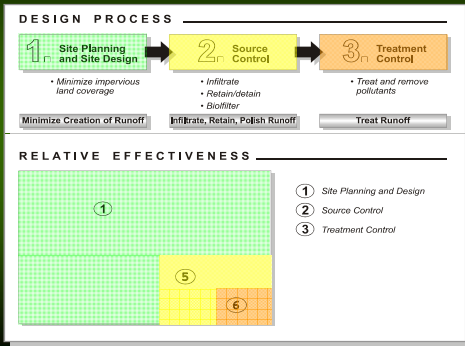 DESIGN PROCESS
1. Site Planning
and Site Design
2. Source
Control
3. Treatment
Control
• Minimize impervious
land coverage
• Infiltrate
• Retain/detain
• Biolfilter
• Treat and remove
pollutants
Minimize Creation of Runoff
Infiltrate, Retain, Polish Runoff
Treat Runoff
RELATIVE EFFECTIVENESS
1
5
6
1 Site Planning and Design
2 Source Control
3 Treatment Control